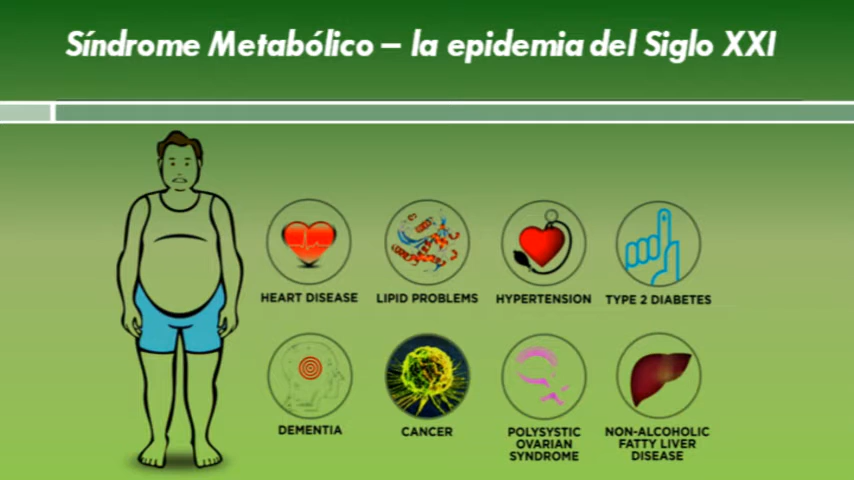 Síndrome Metabólico – la epidemia del Siglo XXI
HEART DISEASE
LIPID PROBLEMS
HYPERTENSION
TYPE 2 DIABETES
DEMENTIA
CANCER
POLYSYSTIC
OVARIAN
SYNDROME
NON-ALCOHOLIC
FATTY LIVER
DISEASE